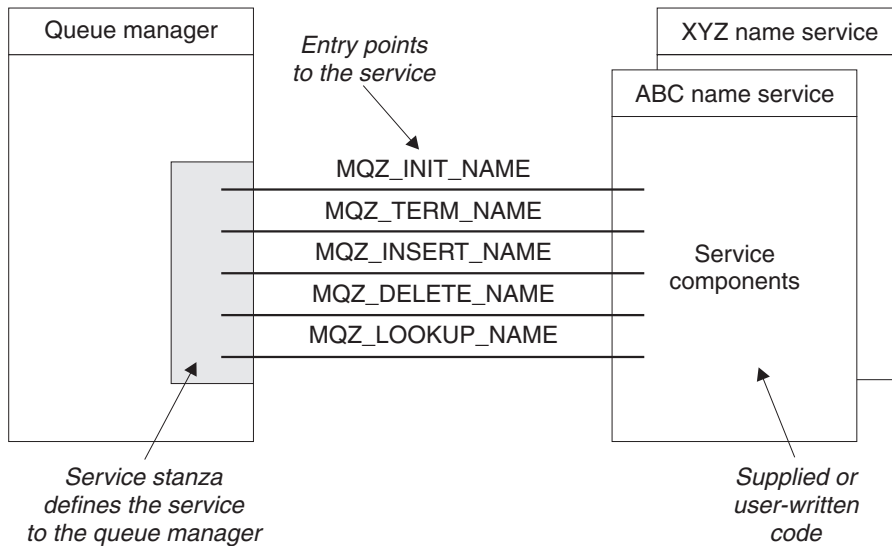 Queue manager
Entry points
to the service
XYZ name service
ABC name service
MQZ_INIT_NAME
MQZ_TERM_NAME
MQZ_INSERT_NAME
MQZ_DELETE_NAME
MQZ_LOOKUP_NAME
Service
components
Service stanza
defines the service
to the queue manager
Supplied or
user-written
code